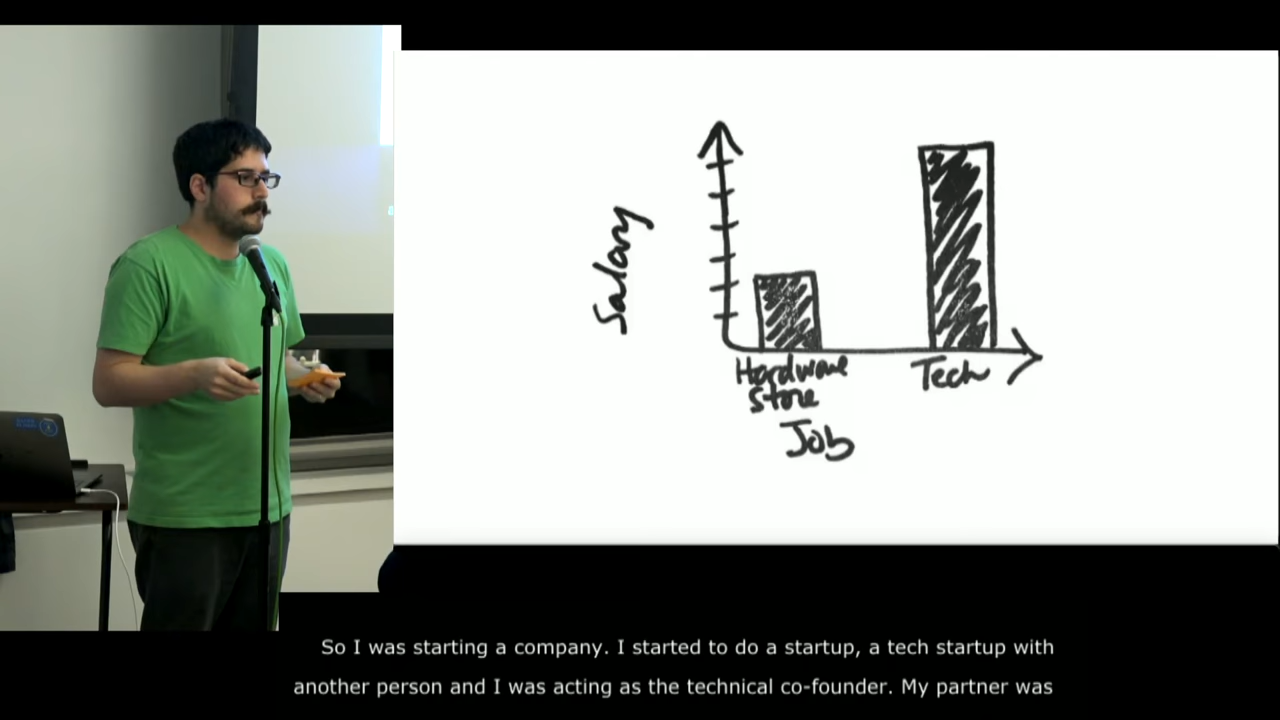 Salary
Hardware
Store
Tech
Job
So I was starting a company. I started to do a startup, a tech startup with
another person and I was acting as the technical co-founder. My partner was